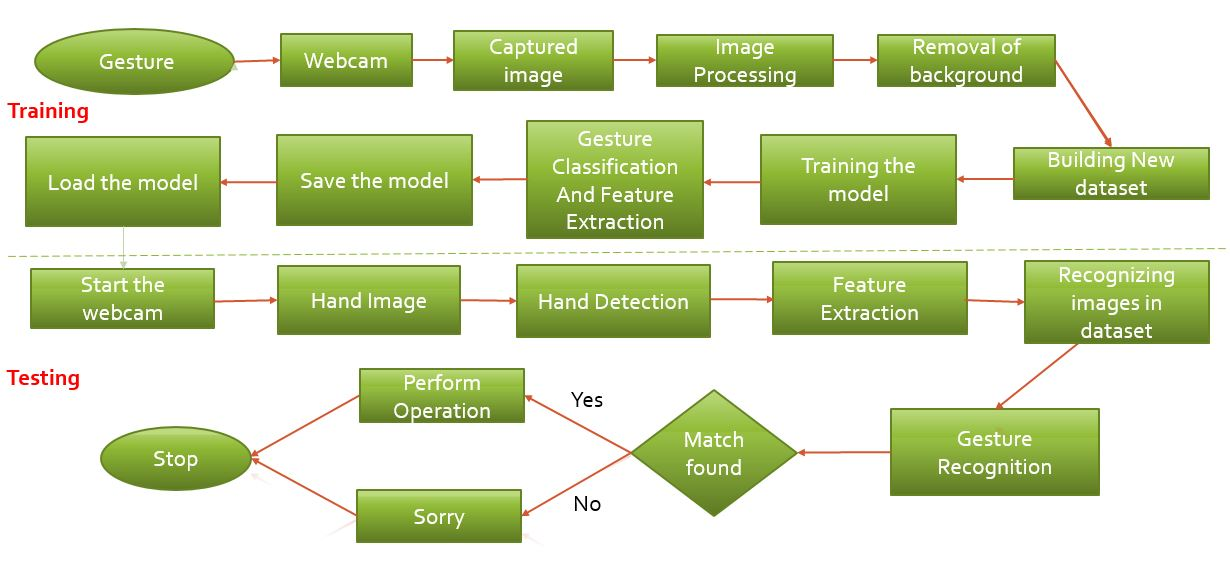 Gesture
Webcam
Captured
image
Image
Processing
Removal of
background
Training
Load the model
Save the model
Gesture
Classification
And Feature
Extraction
Training the
model
Building New
dataset
Start the
webcam
Hand Image
Hand Detection
Feature
Extraction
Recognizing
images in
dataset
Testing
Perform
Operation
Yes
Stop
Match
found
Gesture
Recognition
No
Sorry